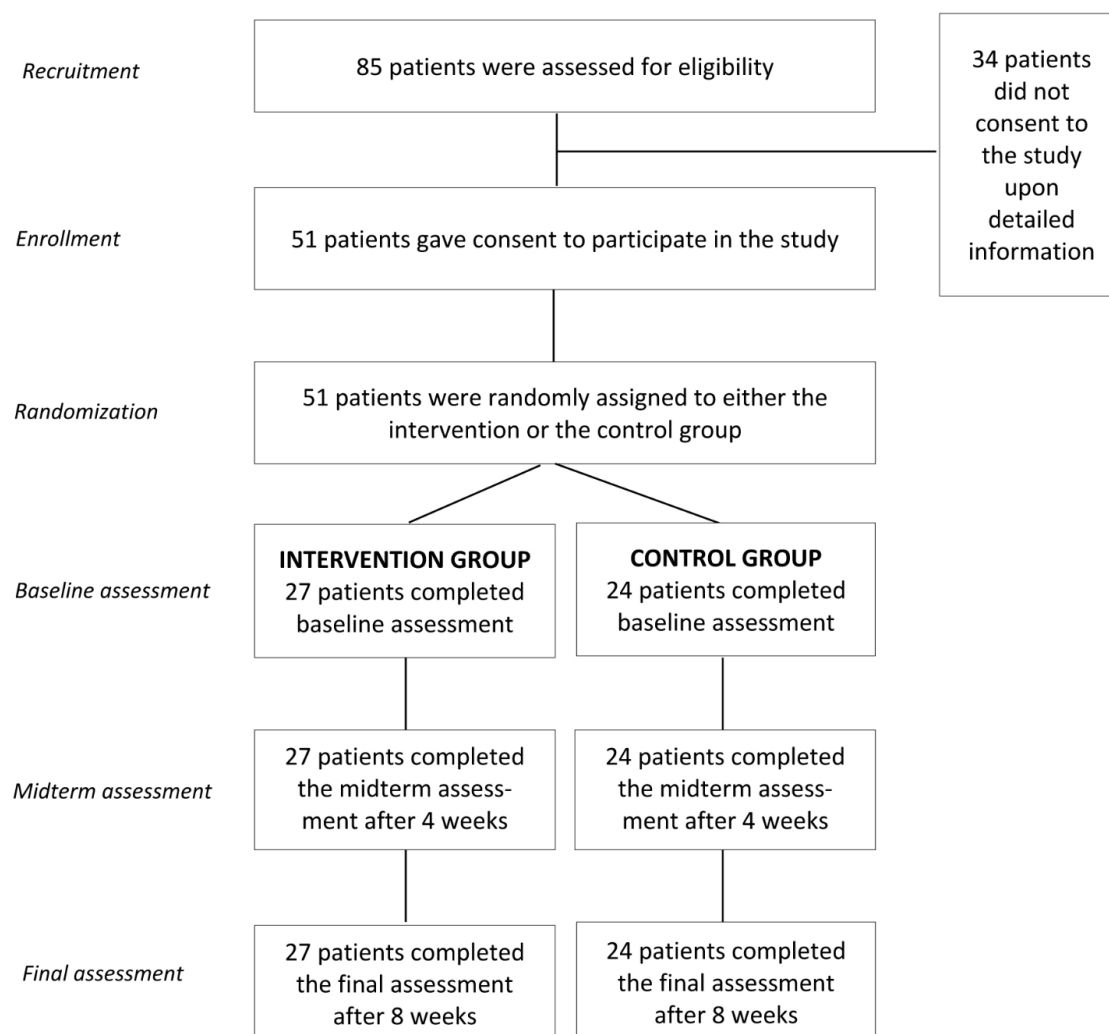 Recruitment
85 patients were assessed for eligibility
34 patients
did not
consent to
the study
upon
detailed
information
Enrollment
51 patients gave consent to participate in the study
Randomization
51 patients were randomly assigned to either the
intervention or the control group
Baseline assessment
INTERVENTION GROUP
27 patients completed
baseline assessment
CONTROL GROUP
24 patients completed
baseline assessment
Midterm assessment
27 patients completed
the midterm assess-
ment after 4 weeks
24 patients completed
the midterm assess-
ment after 4 weeks
Final assessment
27 patients completed
the final assessment
after 8 weeks
24 patients completed
the final assessment
after 8 weeks